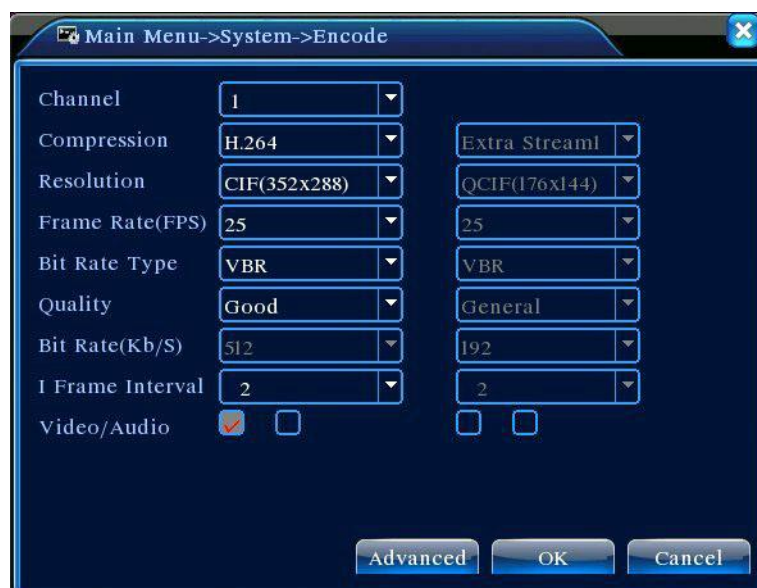 Main Menu->System->Encode
Channel 1
Compression H.264 Extra Stream1
Resolution CIF(352x288) QCIF(176x144)
Frame Rate(FPS) 25 25
Bit Rate Type VBR VBR
Quality Good General
Bit Rate(Kb/S) 512 192
I Frame Interval 2 2
Video/Audio
Advanced OK Cancel